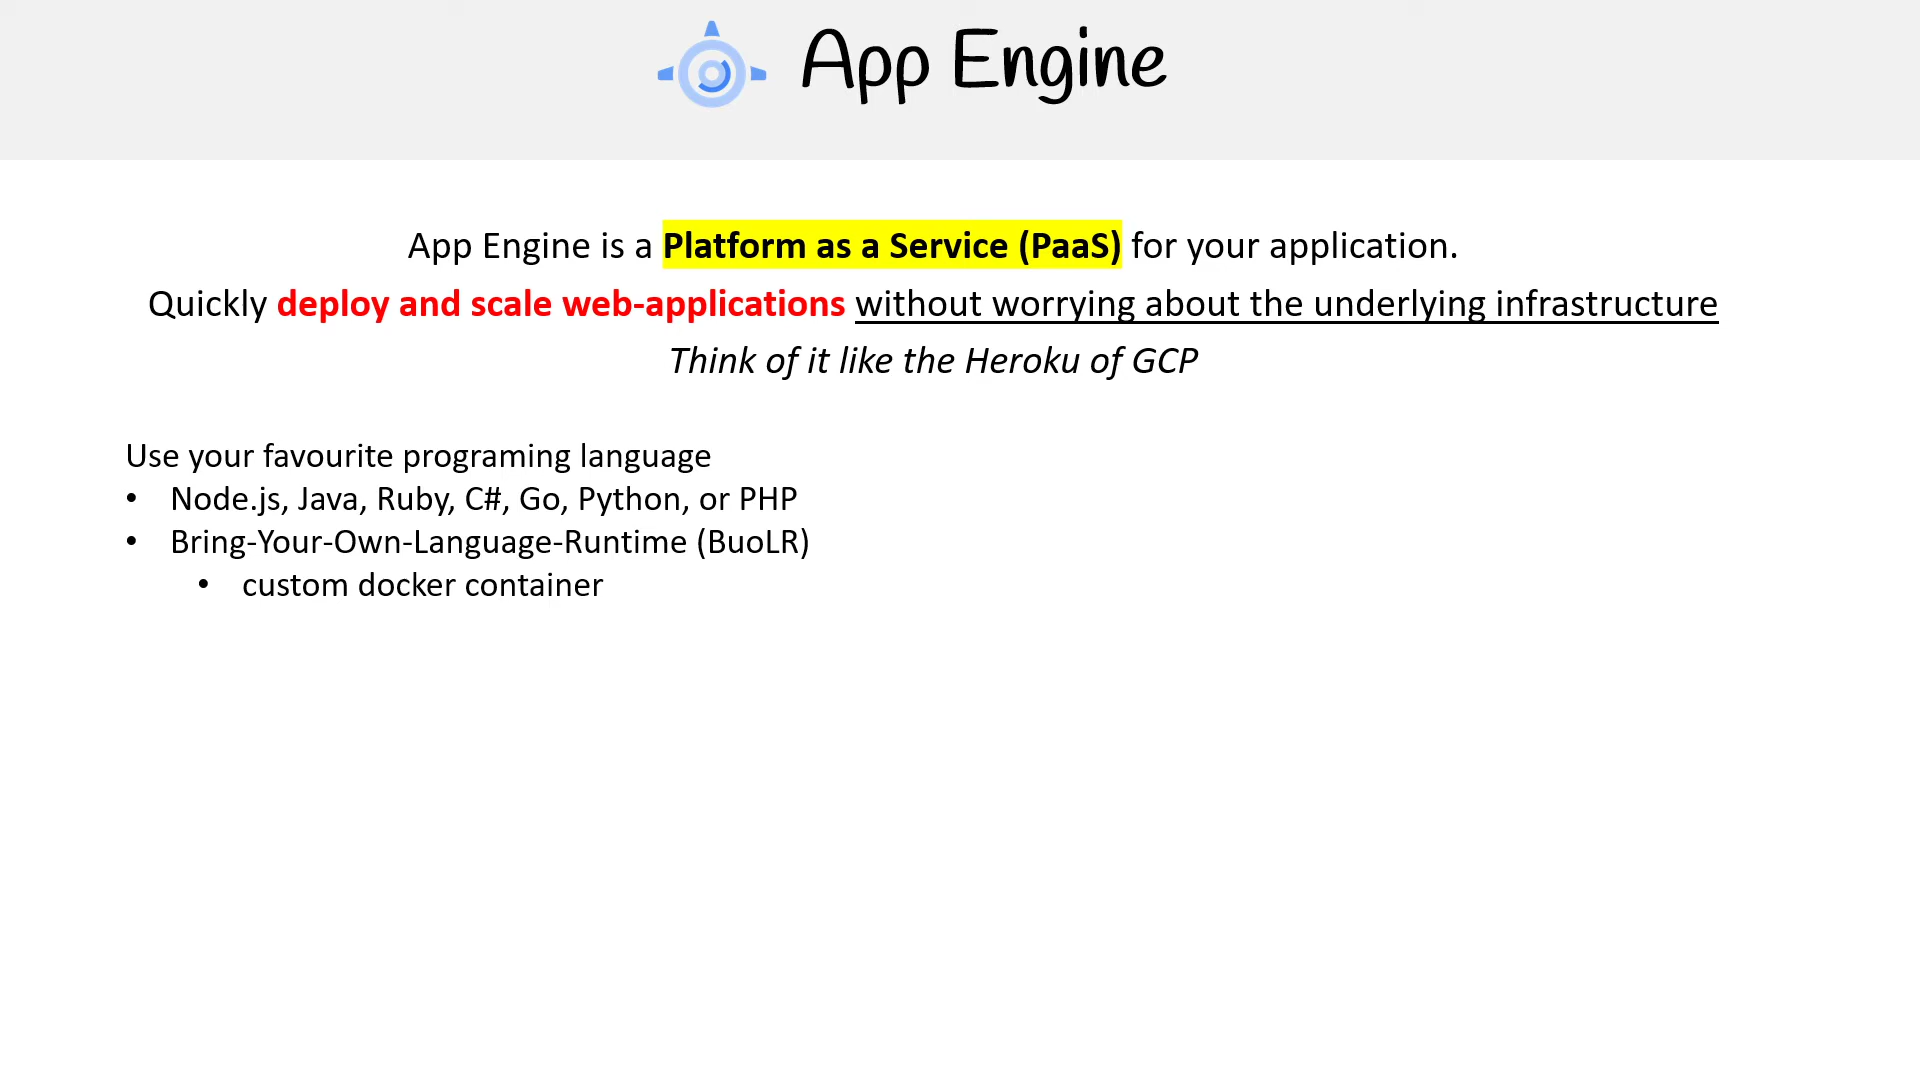 App Engine
App Engine is a Platform as a Service (PaaS) for your application.
Quickly deploy and scale web-applications without worrying about the underlying infrastructure
Think of it like the Heroku of GCP
Use your favourite programing language
• Node.js, Java, Ruby, C#, Go, Python, or PHP
• Bring-Your-Own-Language-Runtime (BuoLR)
• custom docker container